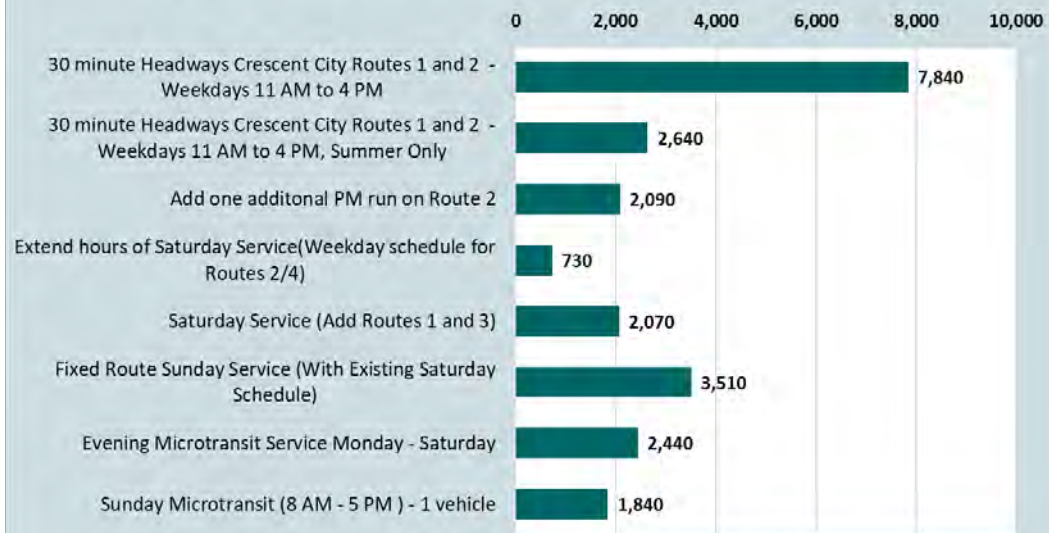 0 2,000 4,000 6,000 8,000 10,000
30 minute Headways Crescent City Routes 1 and 2 -
Weekdays 11 AM to 4 PM
7,840
30 minute Headways Crescent City Routes 1 and 2 -
Weekdays 11 AM to 4 PM, Summer Only
2,640
Add one additonal PM run on Route 2
2,090
Extend hours of Saturday Service(Weekday schedule for
Routes 2/4)
730
Saturday Service (Add Routes 1 and 3)
2,070
Fixed Route Sunday Service (With Existing Saturday
Schedule)
3,510
Evening Microtransit Service Monday - Saturday
2,440
Sunday Microtransit (8 AM - 5 PM ) - 1 vehicle
1,840